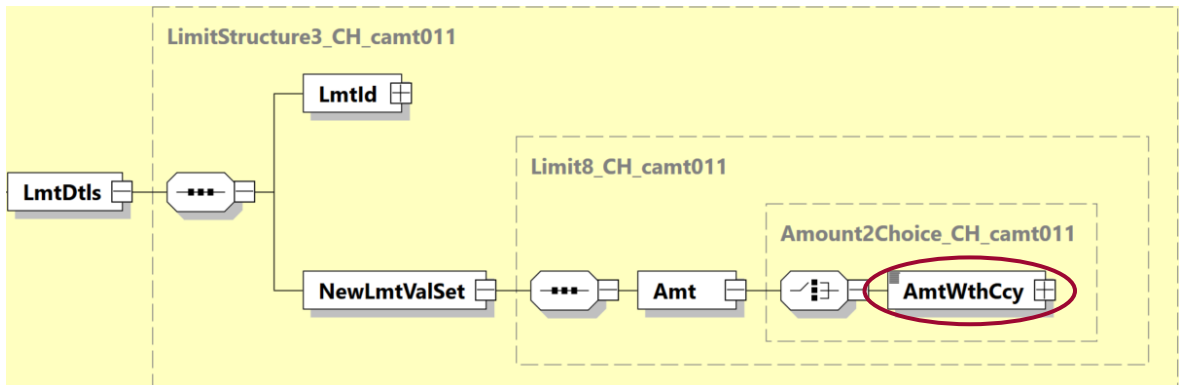 LimitStructure3_CH_camt011
LmtId
Limit8_CH_camt011
LmtDtls
Amount2Choice_CH_camt011
NewLmtValSet
Amt
AmtWthCcy